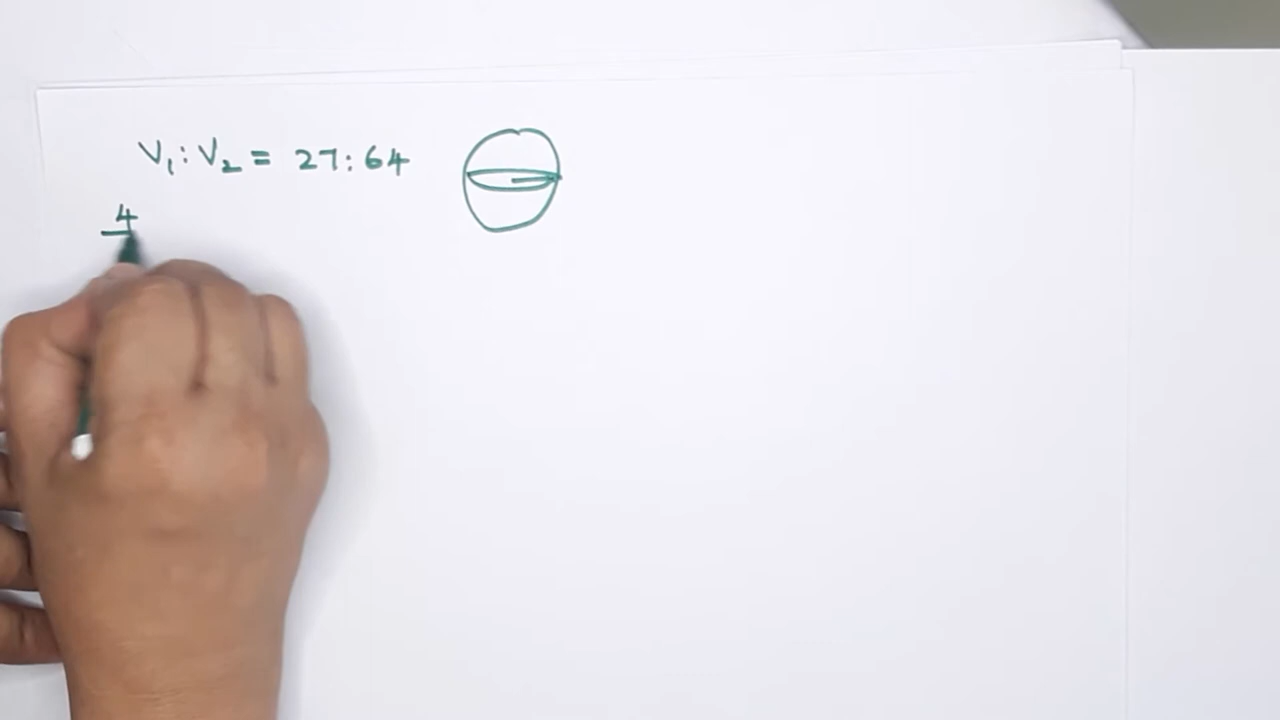 V₁ : V₂ = 27 : 64
4